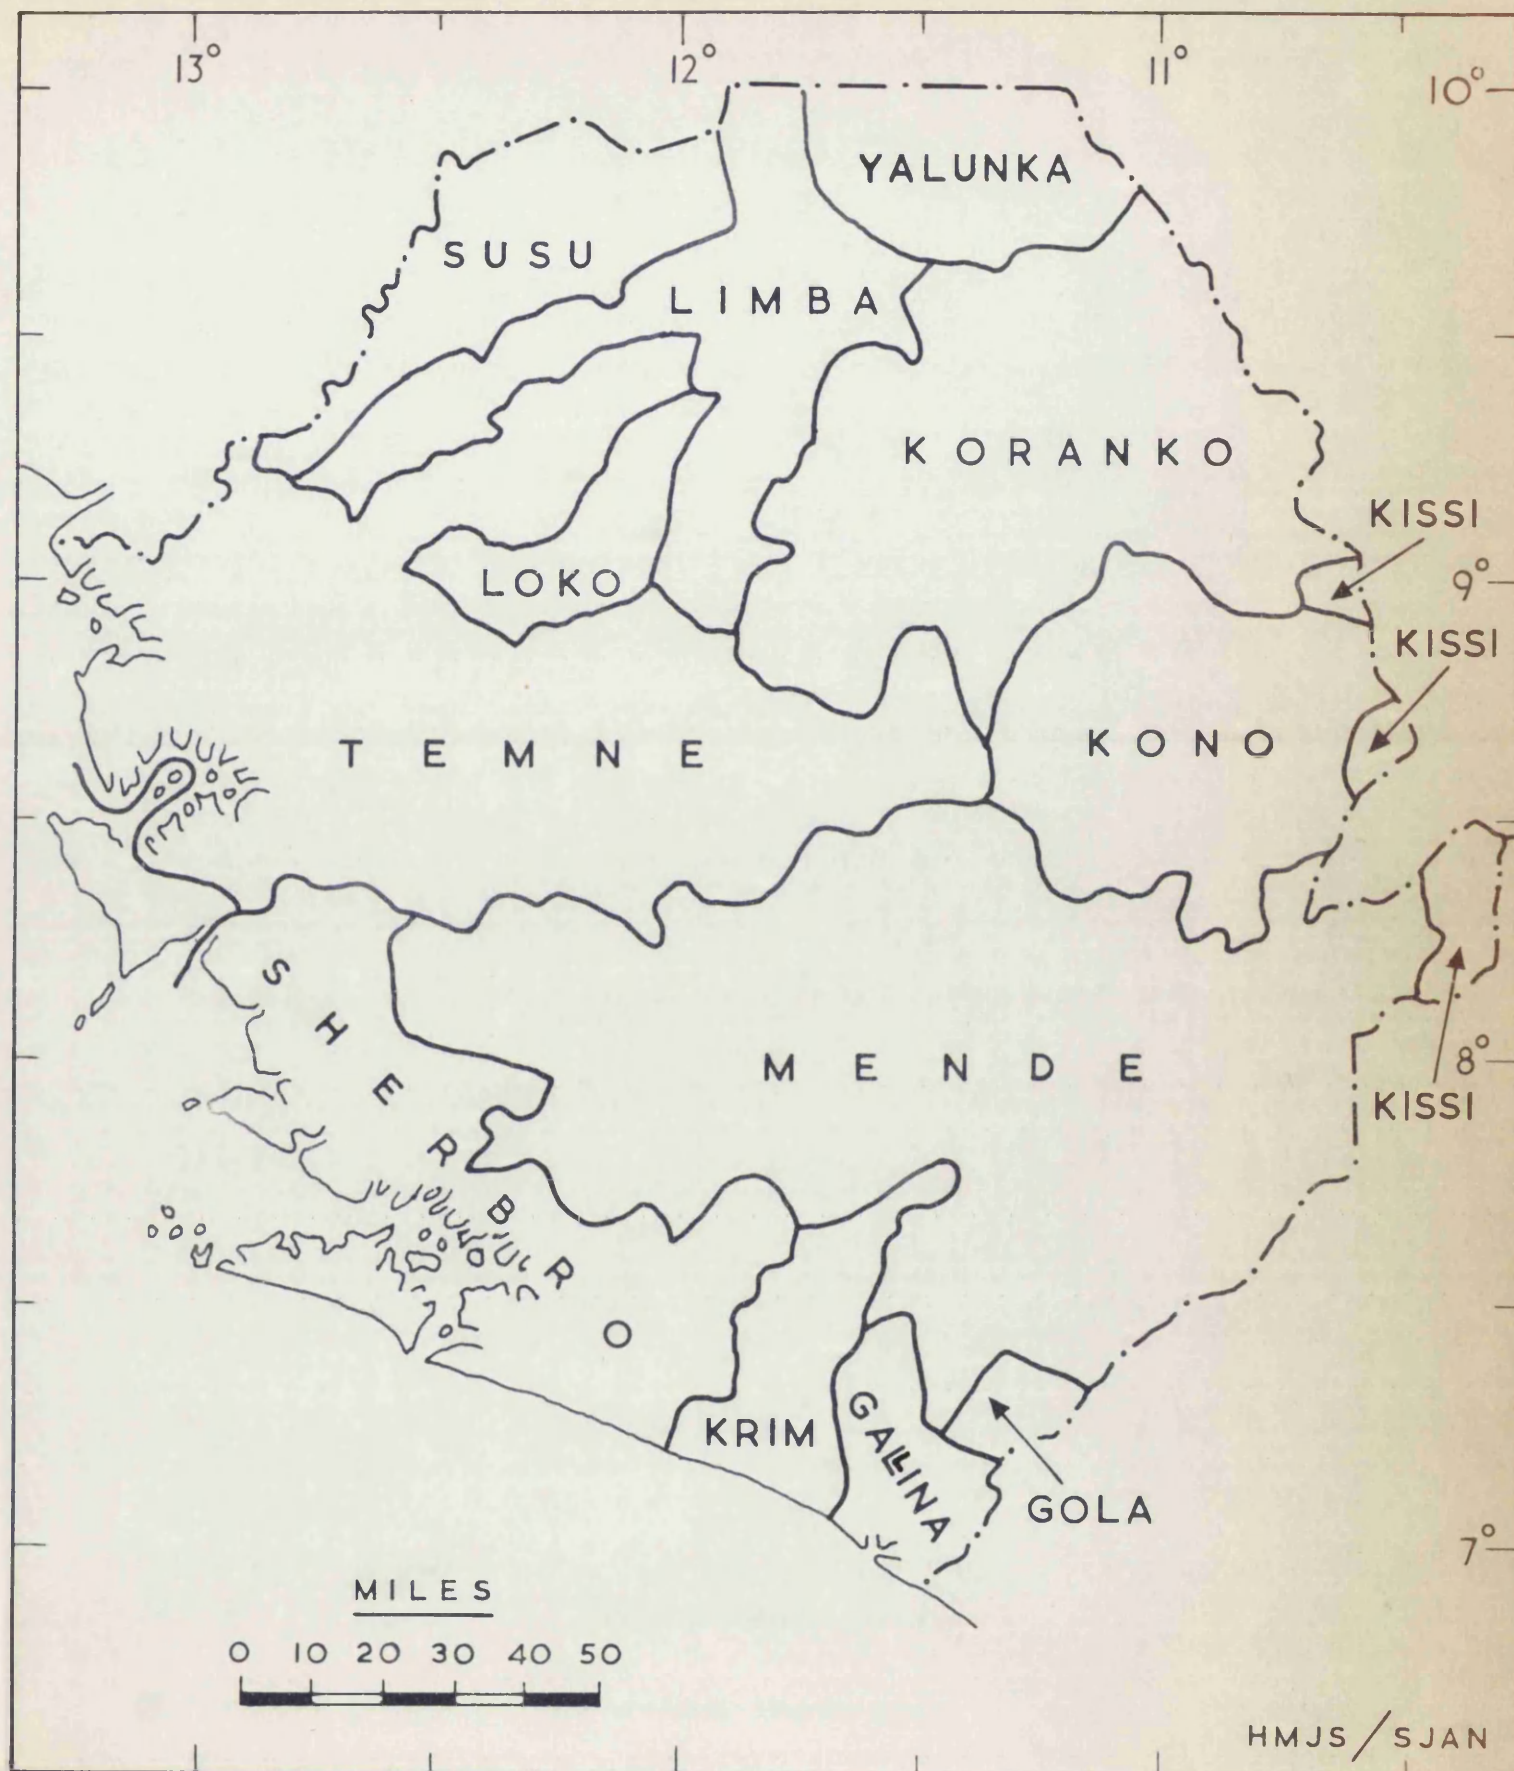 13° 12° 11°
10°
YALUNKA
SUSU
LIMBA
KORANKO
KISSI
LOKO
9°
KISSI
TEMNE
KONO
SHERBRO
MENDE
8°
KISSI
KRIM
GALLINA
GOLA
7°
MILES
0 10 20 30 40 50
HMJS/SJAN